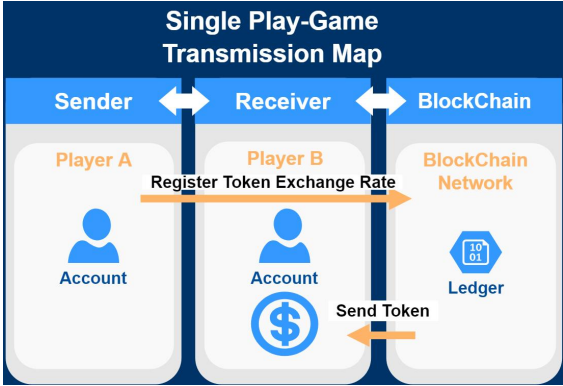 Single Play-Game
Transmission Map
Sender
Receiver
BlockChain
Player A
Player B
BlockChain
Network
Register Token Exchange Rate
Account
Account
10
01
Ledger
$
Send Token